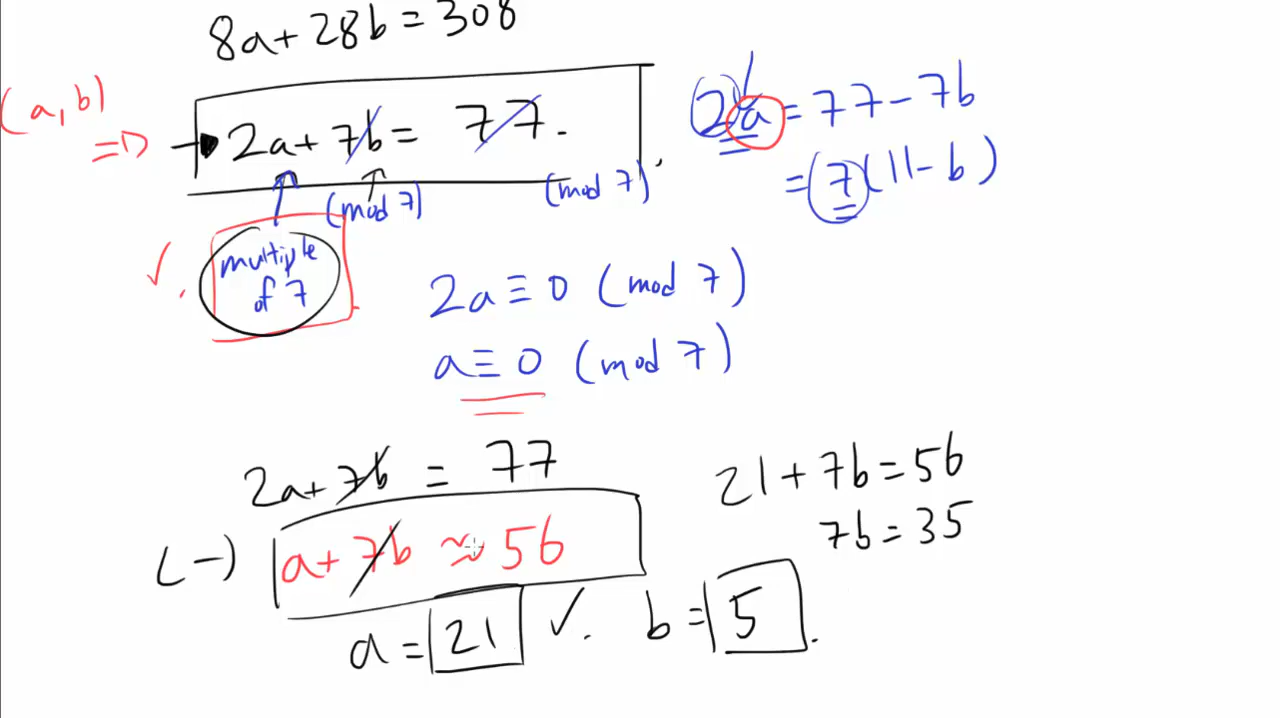 8a + 28b = 308
(a, b) ⇒ → 2a + 7b = 77.
(mod 7) (mod 7)
multiple
of 7
2a = 77 - 7b
= 7(11 - b)
2a ≡ 0 (mod 7)
a ≡ 0 (mod 7)
2a + 7b = 77
(-) a + 7b ≈ 56
a = 21 ✓.
21 + 7b = 56
7b = 35
b = 5.